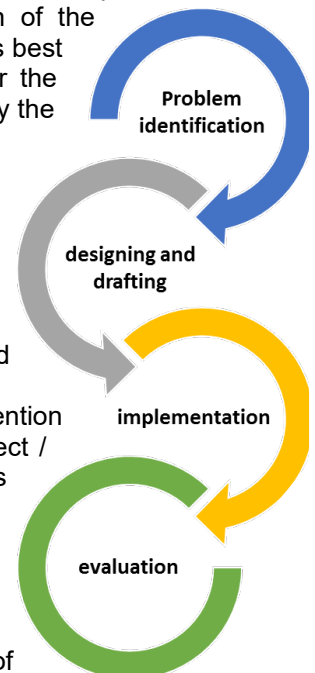 of the
best
the
y the
Problem
identification
designing and
drafting
ention
implementation
ect /
evaluation
of